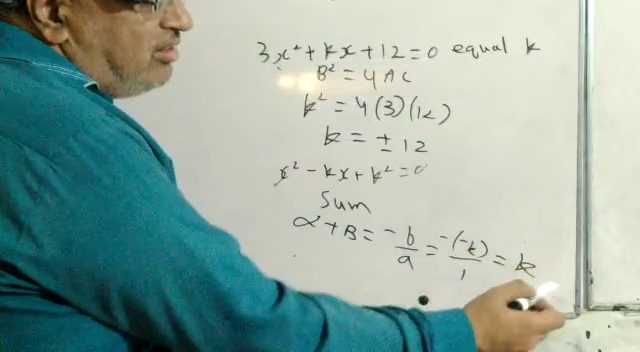 3x² + kx + 12 = 0 equal k
B² = 4AC
k² = 4(3)(12)
k = ± 12
x² - kx + k² = 0
Sum
α + B = -b/a = -(-k)/1 = k